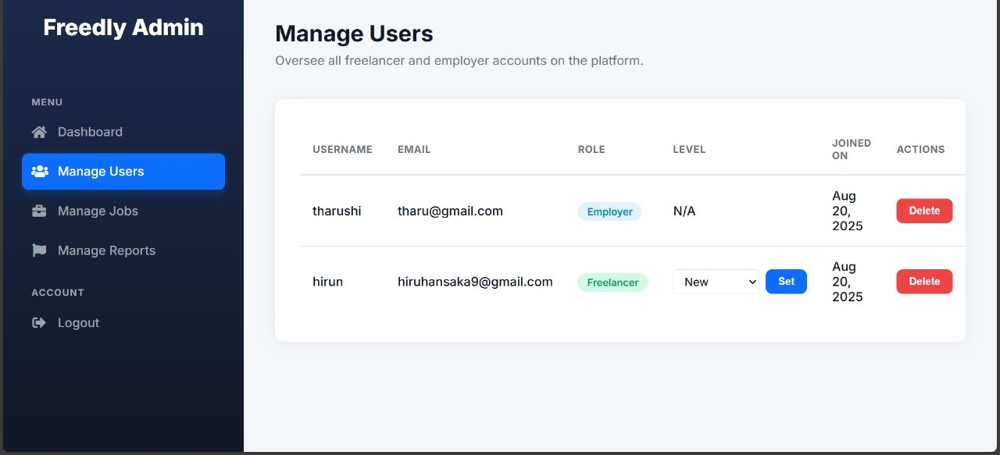 Freedly Admin
MENU
Dashboard
Manage Users
Manage Jobs
Manage Reports
ACCOUNT
Logout
Manage Users
Oversee all freelancer and employer accounts on the platform.
USERNAME EMAIL ROLE LEVEL JOINED ON ACTIONS
tharushi tharu@gmail.com Employer N/A Aug 20, 2025 Delete
hirun hiruhansaka9@gmail.com Freelancer New Set Aug 20, 2025 Delete